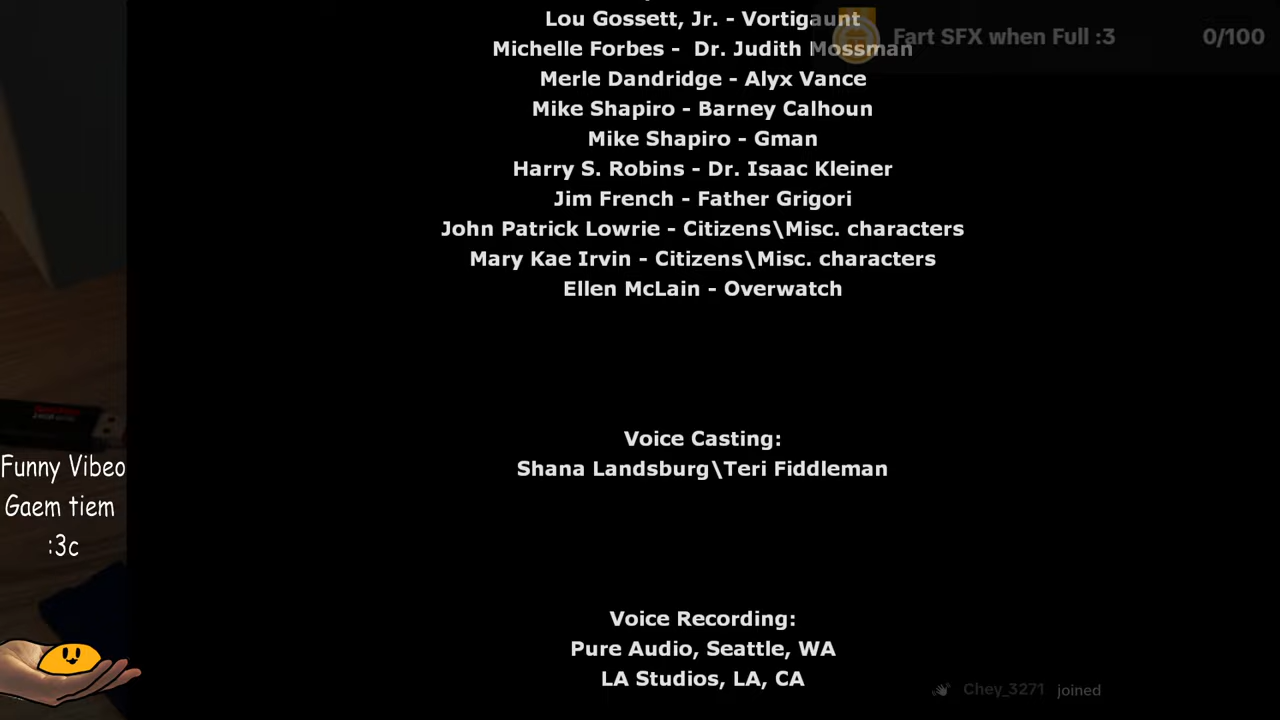 Lou Gossett, Jr. - Vortigaunt
Michelle Forbes -  Dr. Judith Mossman
Fart SFX when Full :3
0/100
Merle Dandridge - Alyx Vance
Mike Shapiro - Barney Calhoun
Mike Shapiro - Gman
Harry S. Robins - Dr. Isaac Kleiner
Jim French - Father Grigori
John Patrick Lowrie - Citizens\Misc. characters
Mary Kae Irvin - Citizens\Misc. characters
Ellen McLain - Overwatch
Voice Casting:
Shana Landsburg\Teri Fiddleman
Funny Vibeo
Gaem tiem
:3c
Voice Recording:
Pure Audio, Seattle, WA
LA Studios, LA, CA
Chey_3271 joined